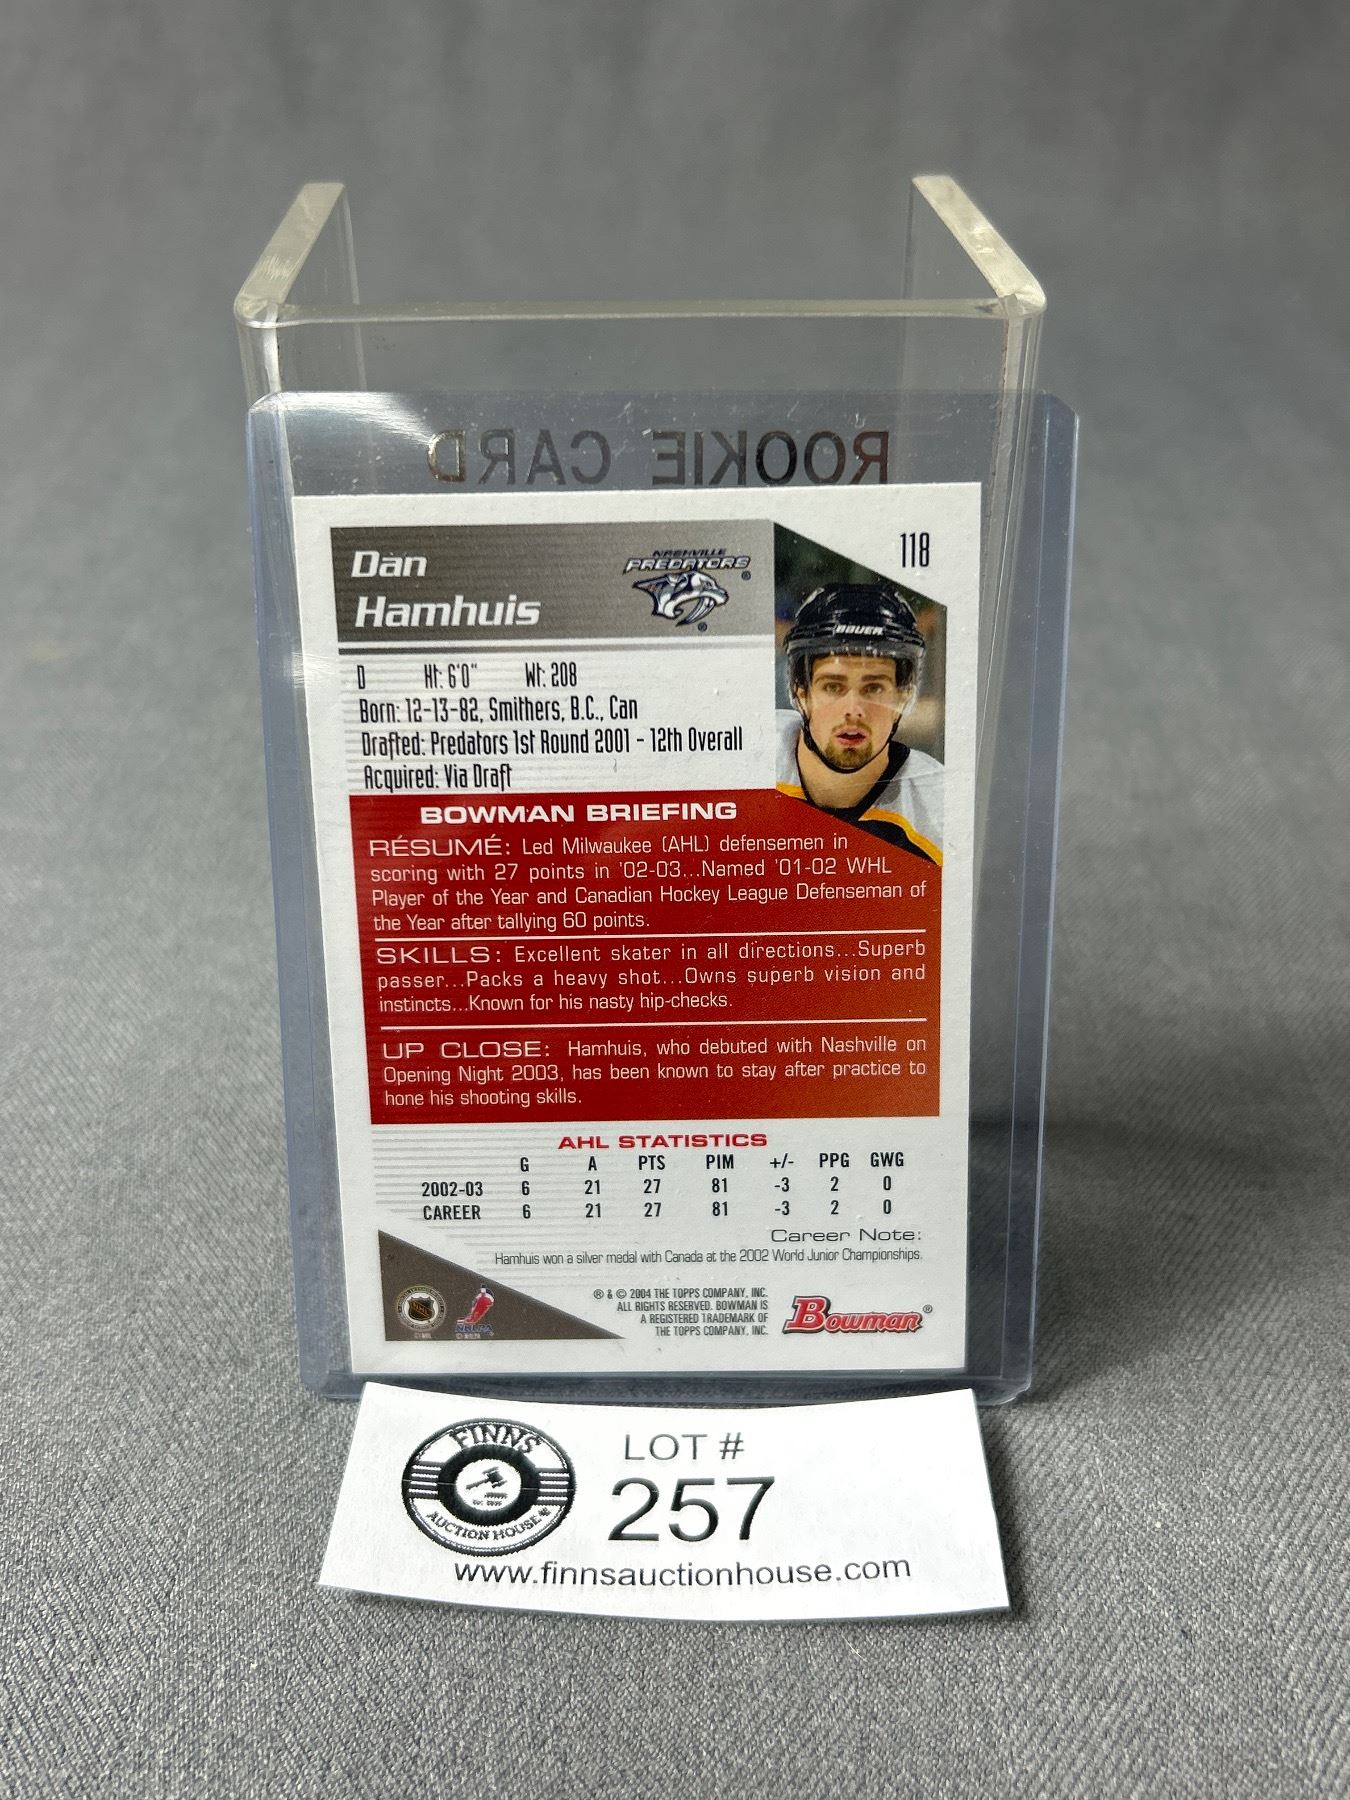 ROOKIE CARD
Dan
Hamhuis
NASHVILLE
PREDATORS
118
BAUER
D Ht: 6'0" Wt: 208
Born: 12-13-82, Smithers, B.C., Can
Drafted: Predators 1st Round 2001 - 12th Overall
Acquired: Via Draft
BOWMAN BRIEFING
RÉSUMÉ: Led Milwaukee (AHL) defensemen in
scoring with 27 points in '02-03...Named '01-02 WHL
Player of the Year and Canadian Hockey League Defenseman of
the Year after tallying 60 points.
SKILLS: Excellent skater in all directions...Superb
passer...Packs a heavy shot...Owns superb vision and
instincts...Known for his nasty hip-checks.
UP CLOSE: Hamhuis, who debuted with Nashville on
Opening Night 2003, has been known to stay after practice to
hone his shooting skills.
AHL STATISTICS
G A PTS PIM +/- PPG GWG
2002-03 6 21 27 81 -3 2 0
CAREER 6 21 27 81 -3 2 0
Career Note:
Hamhuis won a silver medal with Canada at the 2002 World Junior Championships.
® & © 2004 THE TOPPS COMPANY, INC.
ALL RIGHTS RESERVED. BOWMAN IS
A REGISTERED TRADEMARK OF
THE TOPPS COMPANY, INC.
Bowman®
NHLPA
FINNS
AUCTION HOUSE
LOT #
257
www.finnsauctionhouse.com